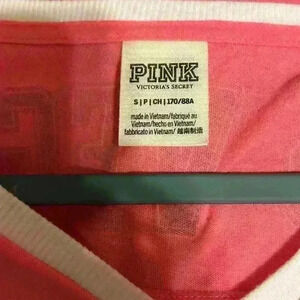 PINK
VICTORIA'S SECRET
S | P | CH | 170/88A
made in Vietnam/fabriqué au
Vietnam/hecho en Vietnam/
fabbricato in Vietnam/ 越南制造